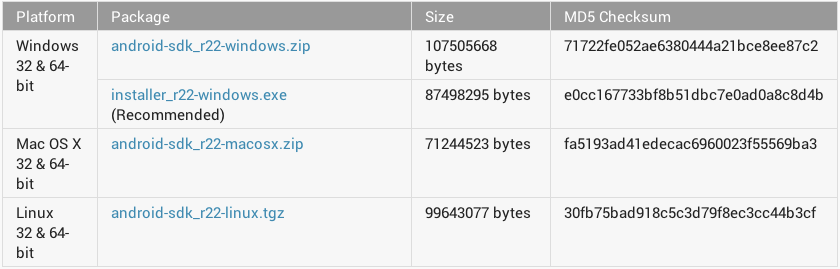 Platform Package Size MD5 Checksum
Windows android-sdk_r22-windows.zip 107505668 71722fe052ae6380444a21bce8ee87c2
32 & 64- bytes
bit
installer_r22-windows.exe 87498295 bytes e0cc167733bf8b51dbc7e0ad0a8c8d4b
(Recommended)
Mac OS X android-sdk_r22-macosx.zip 71244523 bytes fa5193ad41edecac6960023f55569ba3
32 & 64-
bit
Linux android-sdk_r22-linux.tgz 99643077 bytes 30fb75bad918c5c3d79f8ec3cc44b3cf
32 & 64-
bit